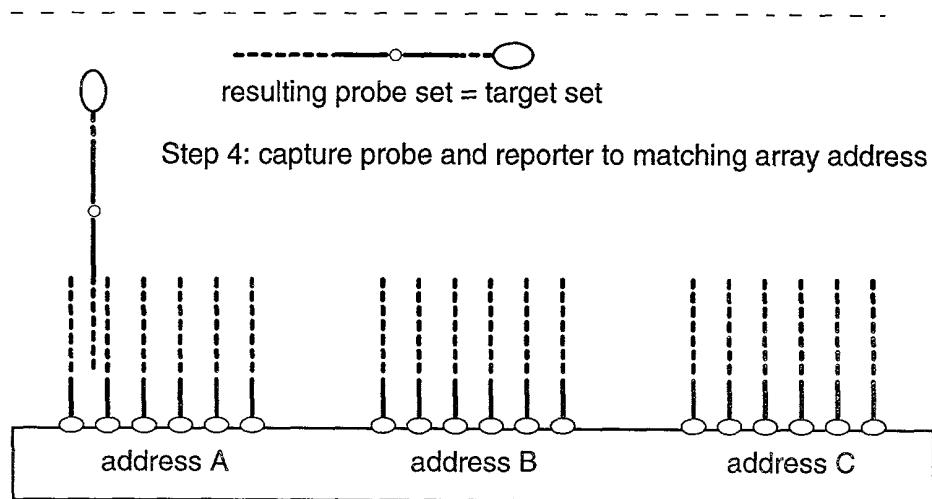 resulting probe set = target set
Step 4: capture probe and reporter to matching array address
address A
address B
address C